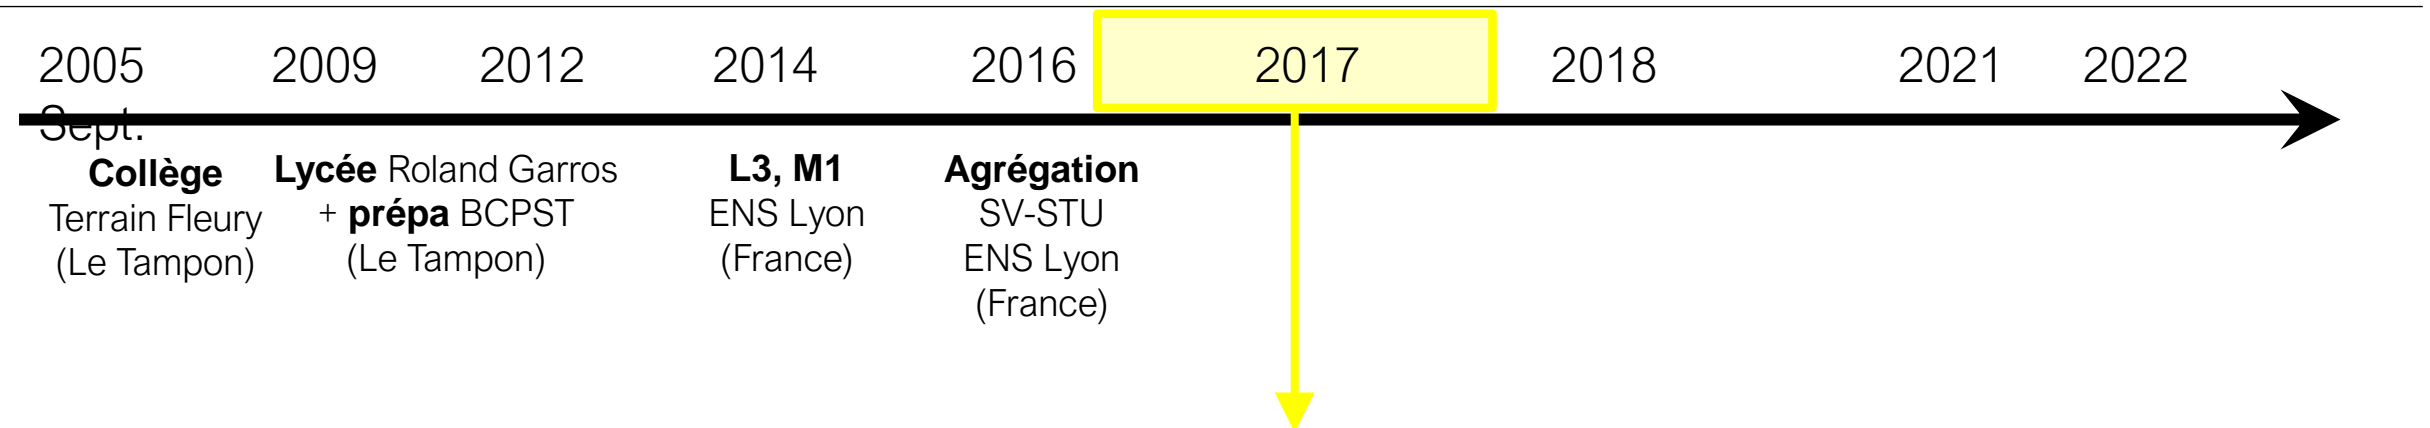 2005 2009 2012 2014 2016 2017 2018 2021 2022
Sept.
Collège
Terrain Fleury
(Le Tampon)
Lycée Roland Garros
+ prépa BCPST
(Le Tampon)
L3, M1
ENS Lyon
(France)
Agrégation
SV-STU
ENS Lyon
(France)